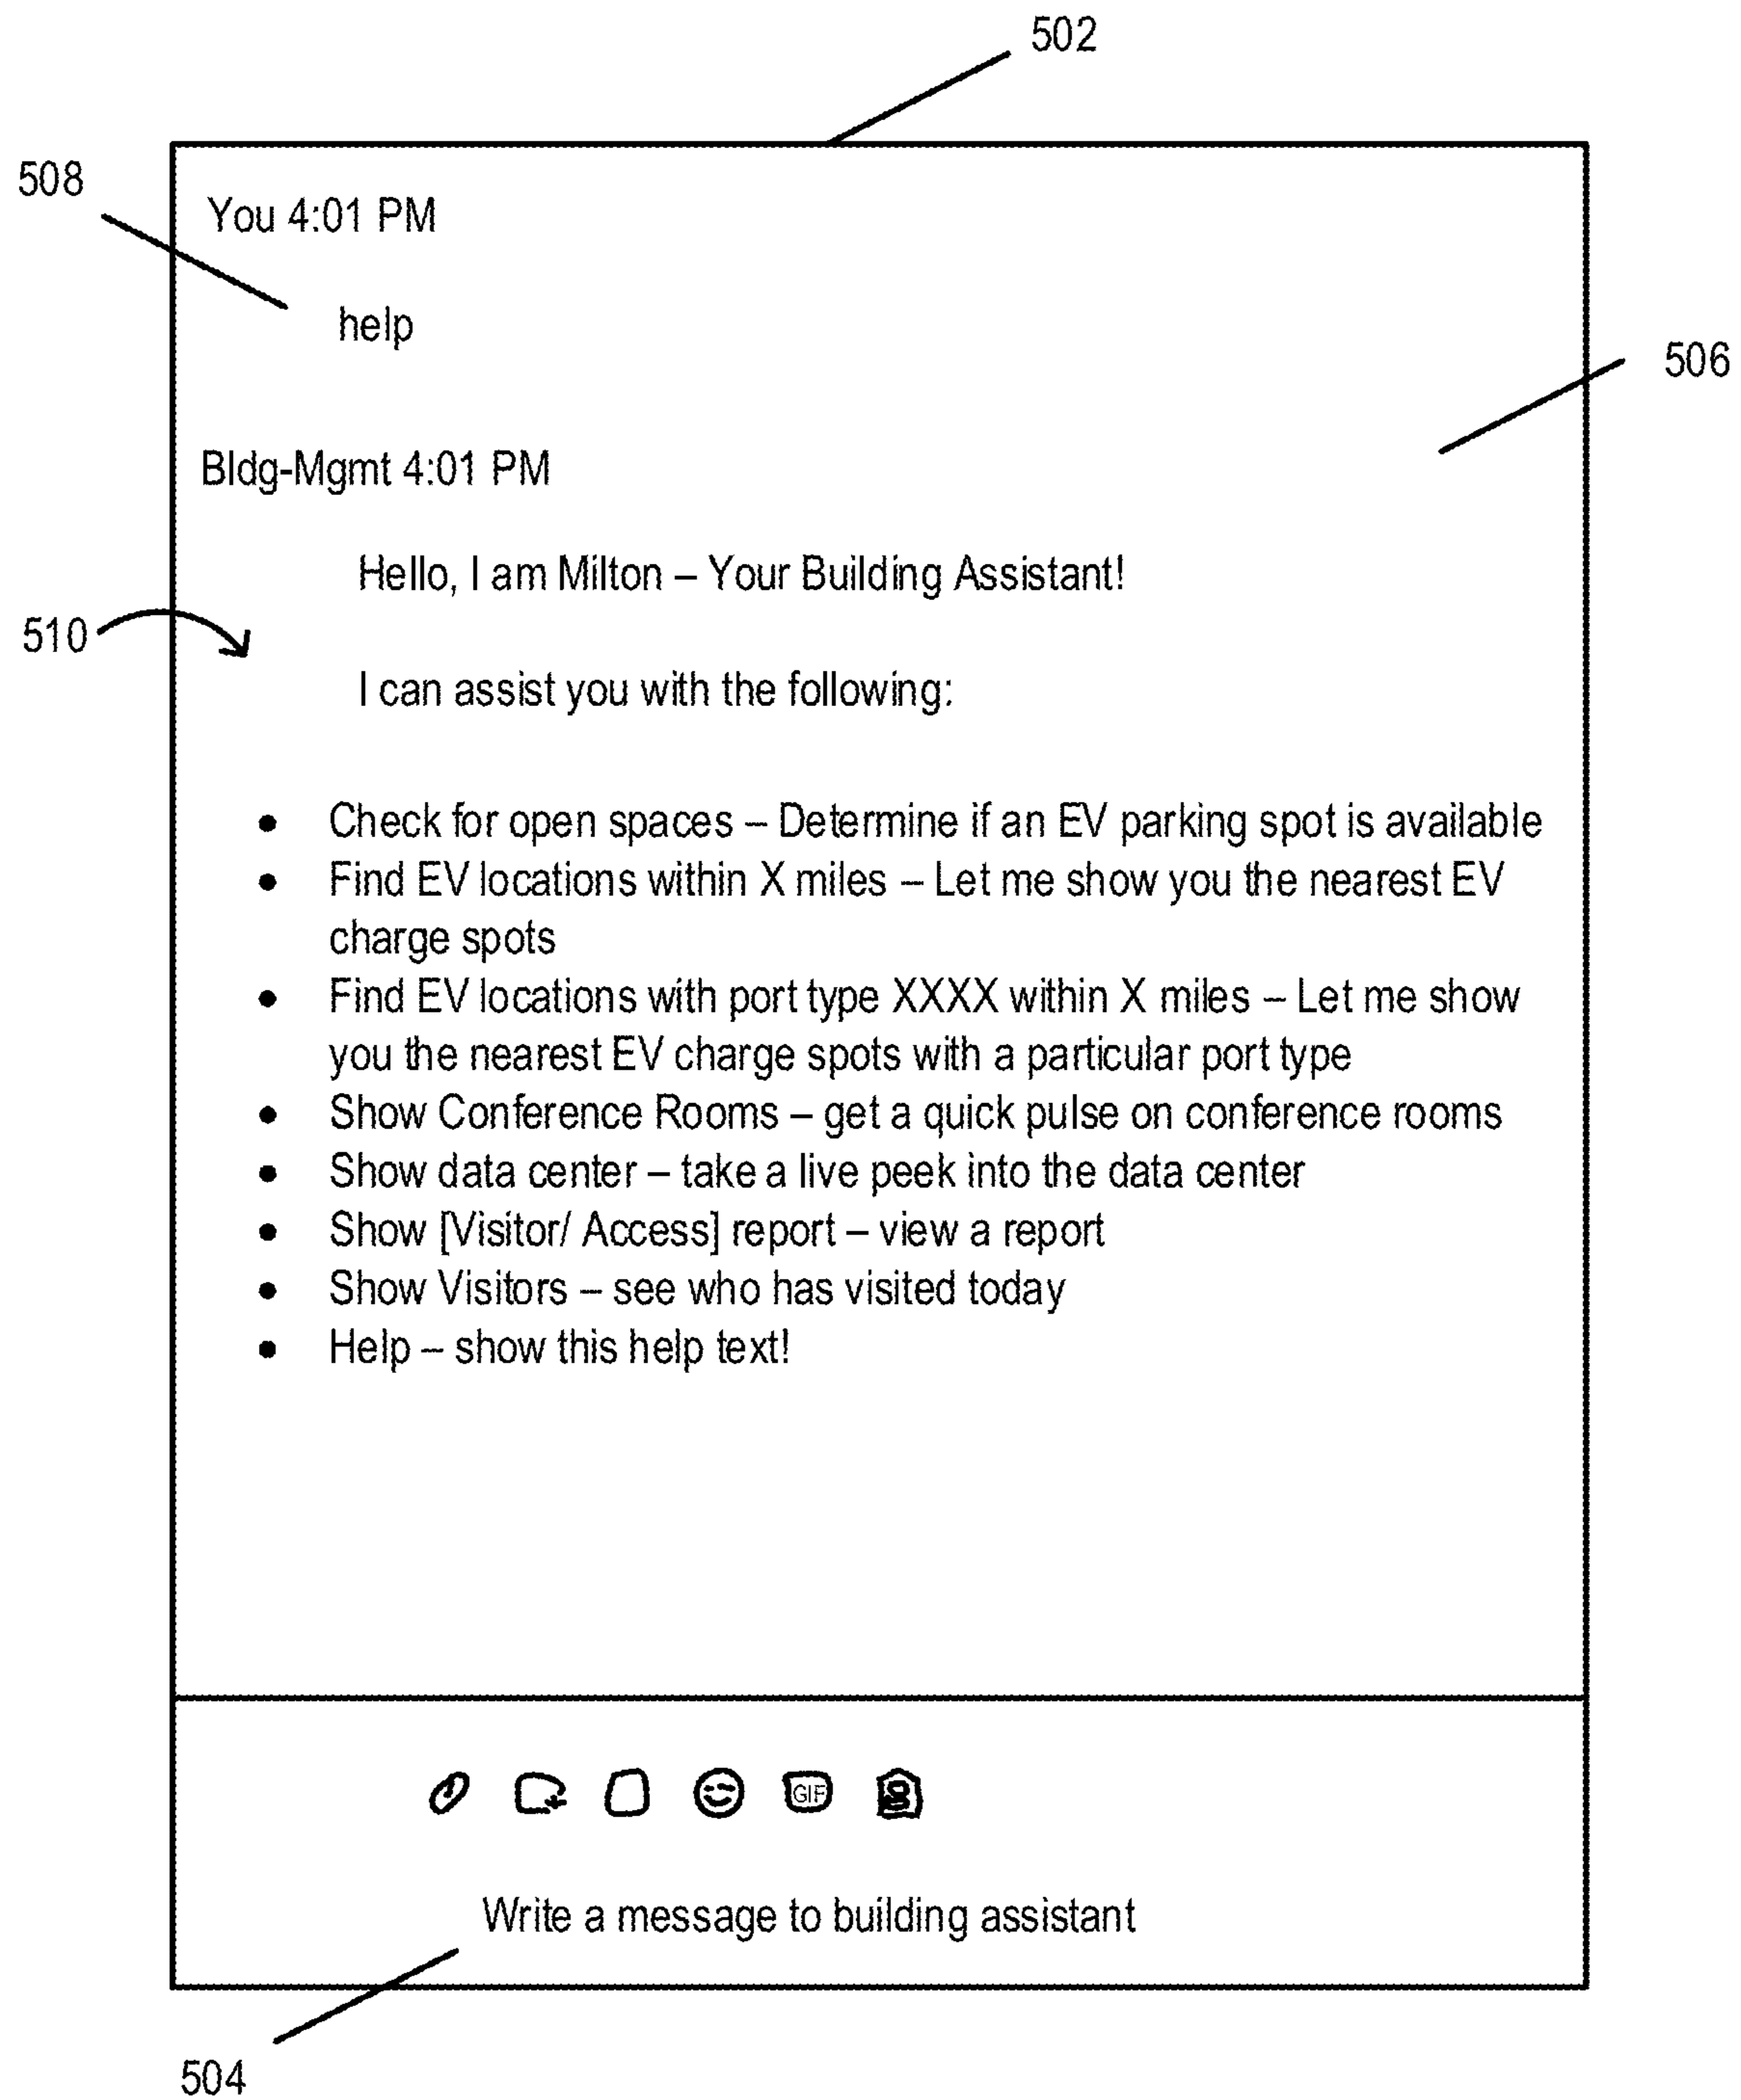 502
508
You 4:01 PM
help
506
Bldg-Mgmt 4:01 PM
Hello, I am Milton – Your Building Assistant!
510
I can assist you with the following:
• Check for open spaces – Determine if an EV parking spot is available
• Find EV locations within X miles – Let me show you the nearest EV
charge spots
• Find EV locations with port type XXXX within X miles – Let me show
you the nearest EV charge spots with a particular port type
• Show Conference Rooms – get a quick pulse on conference rooms
• Show data center – take a live peek into the data center
• Show [Visitor/ Access] report – view a report
• Show Visitors – see who has visited today
• Help – show this help text!
GIF
Write a message to building assistant
504